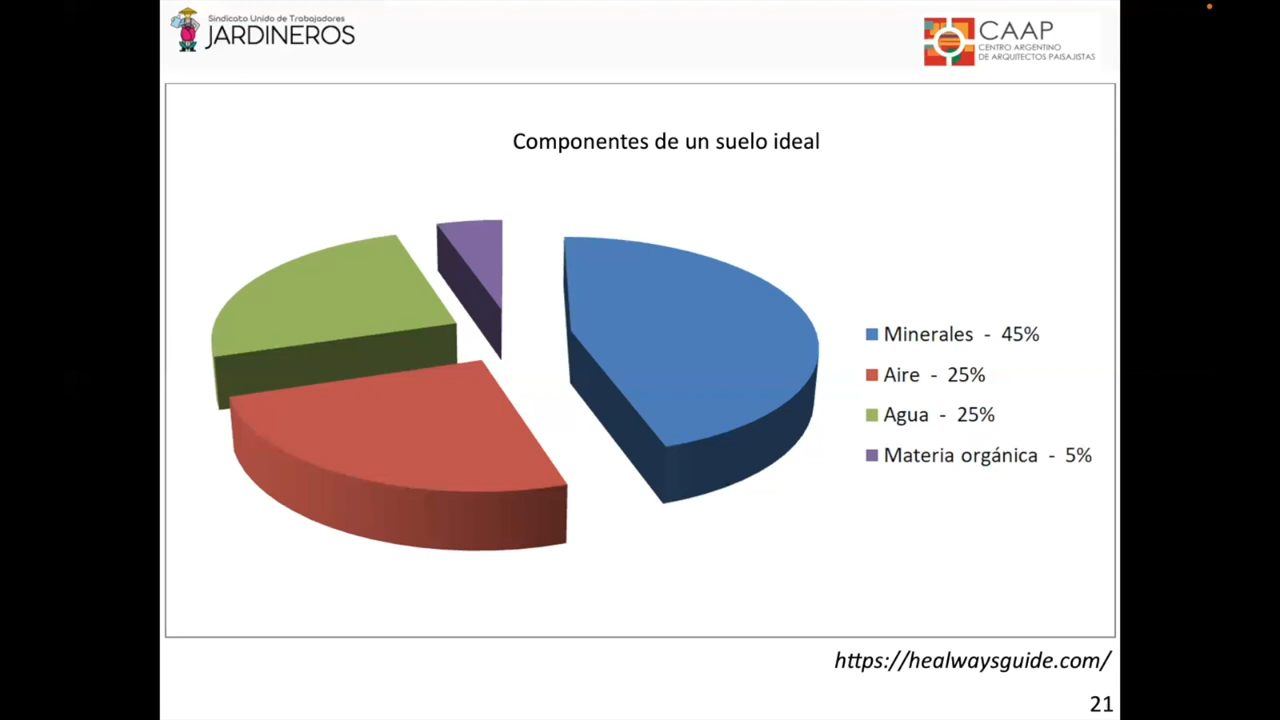 Sindicato Unido de Trabajadores
JARDINEROS
CAAP
CENTRO ARGENTINO
DE ARQUITECTOS PAISAJISTAS
Componentes de un suelo ideal
Minerales - 45%
Aire - 25%
Agua - 25%
Materia orgánica - 5%
https://healwaysguide.com/
21